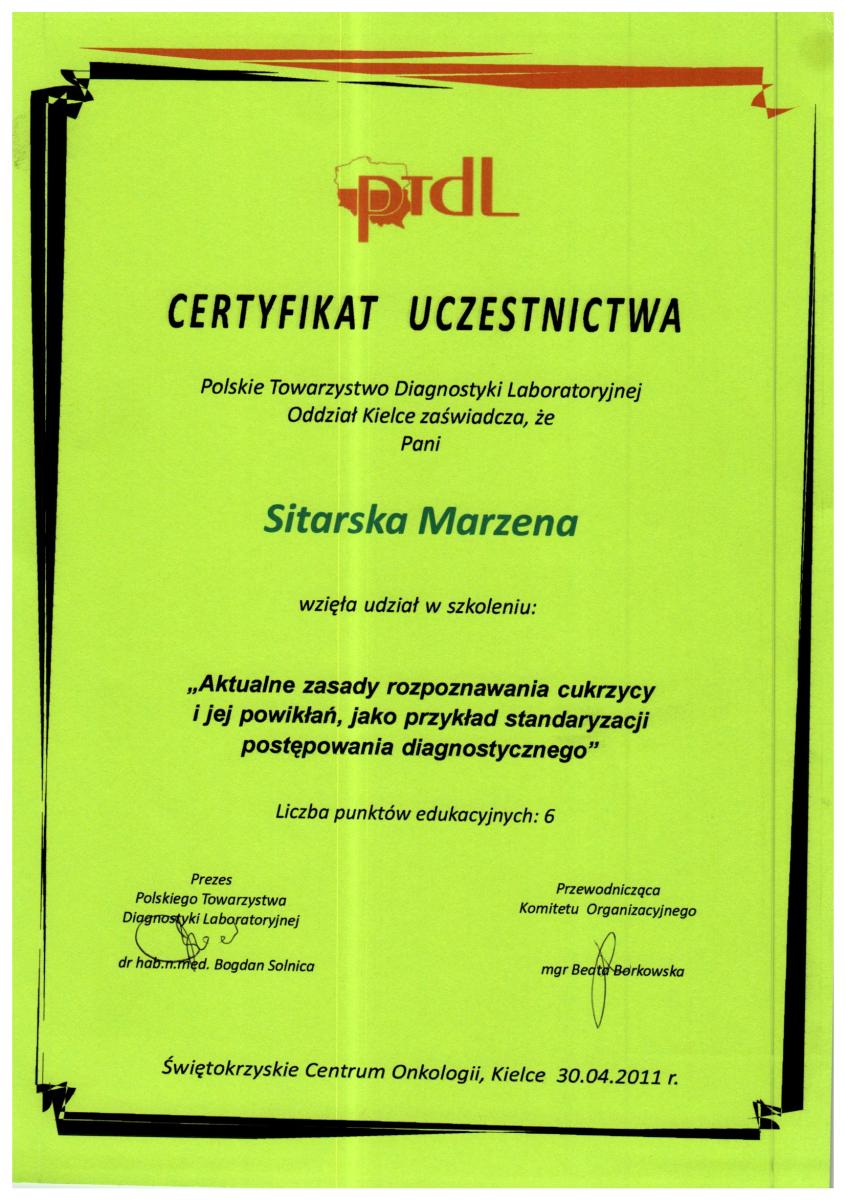 PTDL
CERTYFIKAT UCZESTNICTWA
Polskie Towarzystwo Diagnostyki Laboratoryjnej
Oddział Kielce zaświadcza, że
Pani
Sitarska Marzena
wzięła udział w szkoleniu:
„Aktualne zasady rozpoznawania cukrzycy
i jej powikłań, jako przykład standaryzacji
postępowania diagnostycznego”
Liczba punktów edukacyjnych: 6
Prezes
Polskiego Towarzystwa
Diagnostyki Laboratoryjnej
dr hab.n.med. Bogdan Solnica
Przewodnicząca
Komitetu Organizacyjnego
mgr Beata Borkowska
Świętokrzyskie Centrum Onkologii, Kielce 30.04.2011 r.